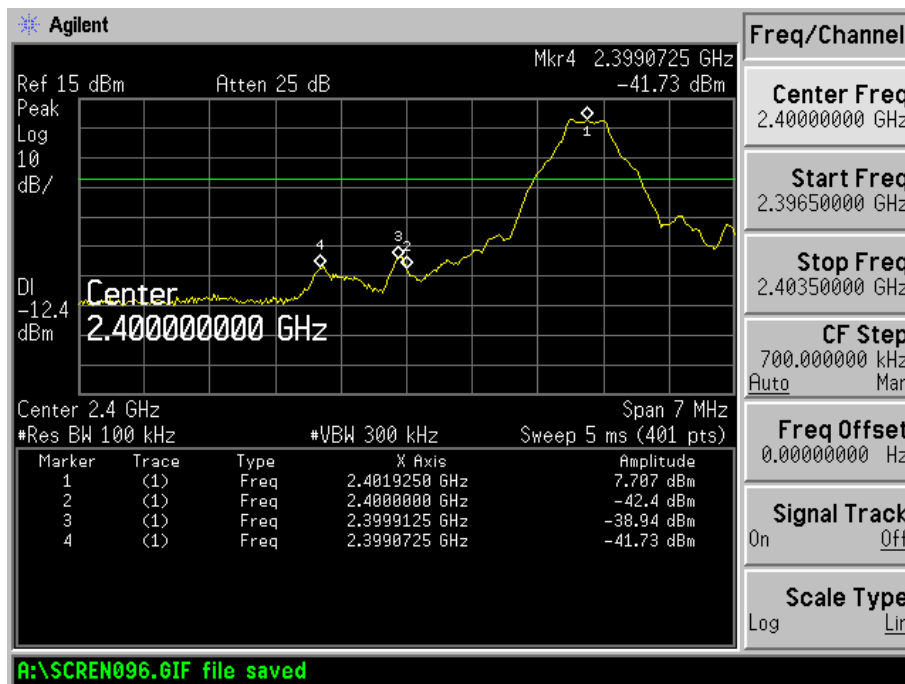 Agilent
Freq/Channel
Mkr4 2.3990725 GHz
Ref 15 dBm Atten 25 dB -41.73 dBm
Peak
Log
10
dB/
4
3
2
1
DI
-12.4
dBm
Center
2.400000000 GHz
Center 2.4 GHz Span 7 MHz
#Res BW 100 kHz #VBW 300 kHz Sweep 5 ms (401 pts)
Marker Trace Type X Axis Amplitude
1 (1) Freq 2.4019250 GHz 7.707 dBm
2 (1) Freq 2.4000000 GHz -42.4 dBm
3 (1) Freq 2.3999125 GHz -38.94 dBm
4 (1) Freq 2.3990725 GHz -41.73 dBm
Center Freq
2.40000000 GHz
Start Freq
2.39650000 GHz
Stop Freq
2.40350000 GHz
CF Step
700.000000 kHz
Auto Man
Freq Offset
0.00000000 Hz
Signal Track
On Off
Scale Type
Log Lin
A:\SCREN096.GIF file saved